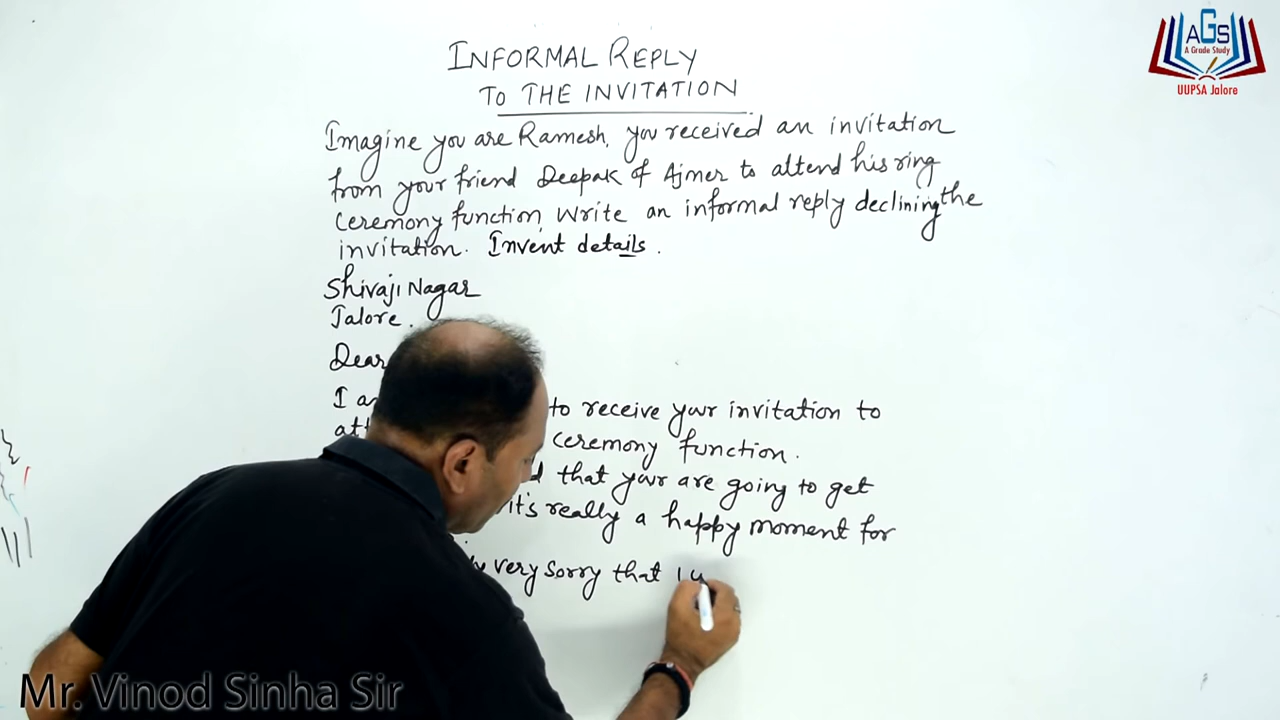 INFORMAL REPLY
TO THE INVITATION
Imagine you are Ramesh, you received an invitation
from your friend Deepak of Ajmer to attend his ring
ceremony function, Write an informal reply declining the
invitation. Invent details.
Shivaji Nagar
Jalore.
Dear
I to receive your invitation to
ceremony function.
that your are going to get
it's really a happy moment for
very sorry that I
AGS
A Grade Study
UUPSA Jalore
Mr. Vinod Sinha Sir